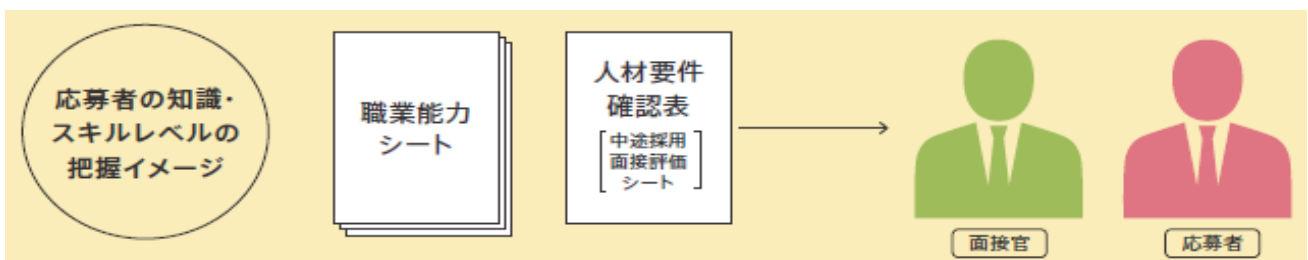 応募者の知識・
スキルレベルの
把握イメージ
職業能力
シート
人材要件
確認表
中途採用
面接評価
シート
面接官
応募者